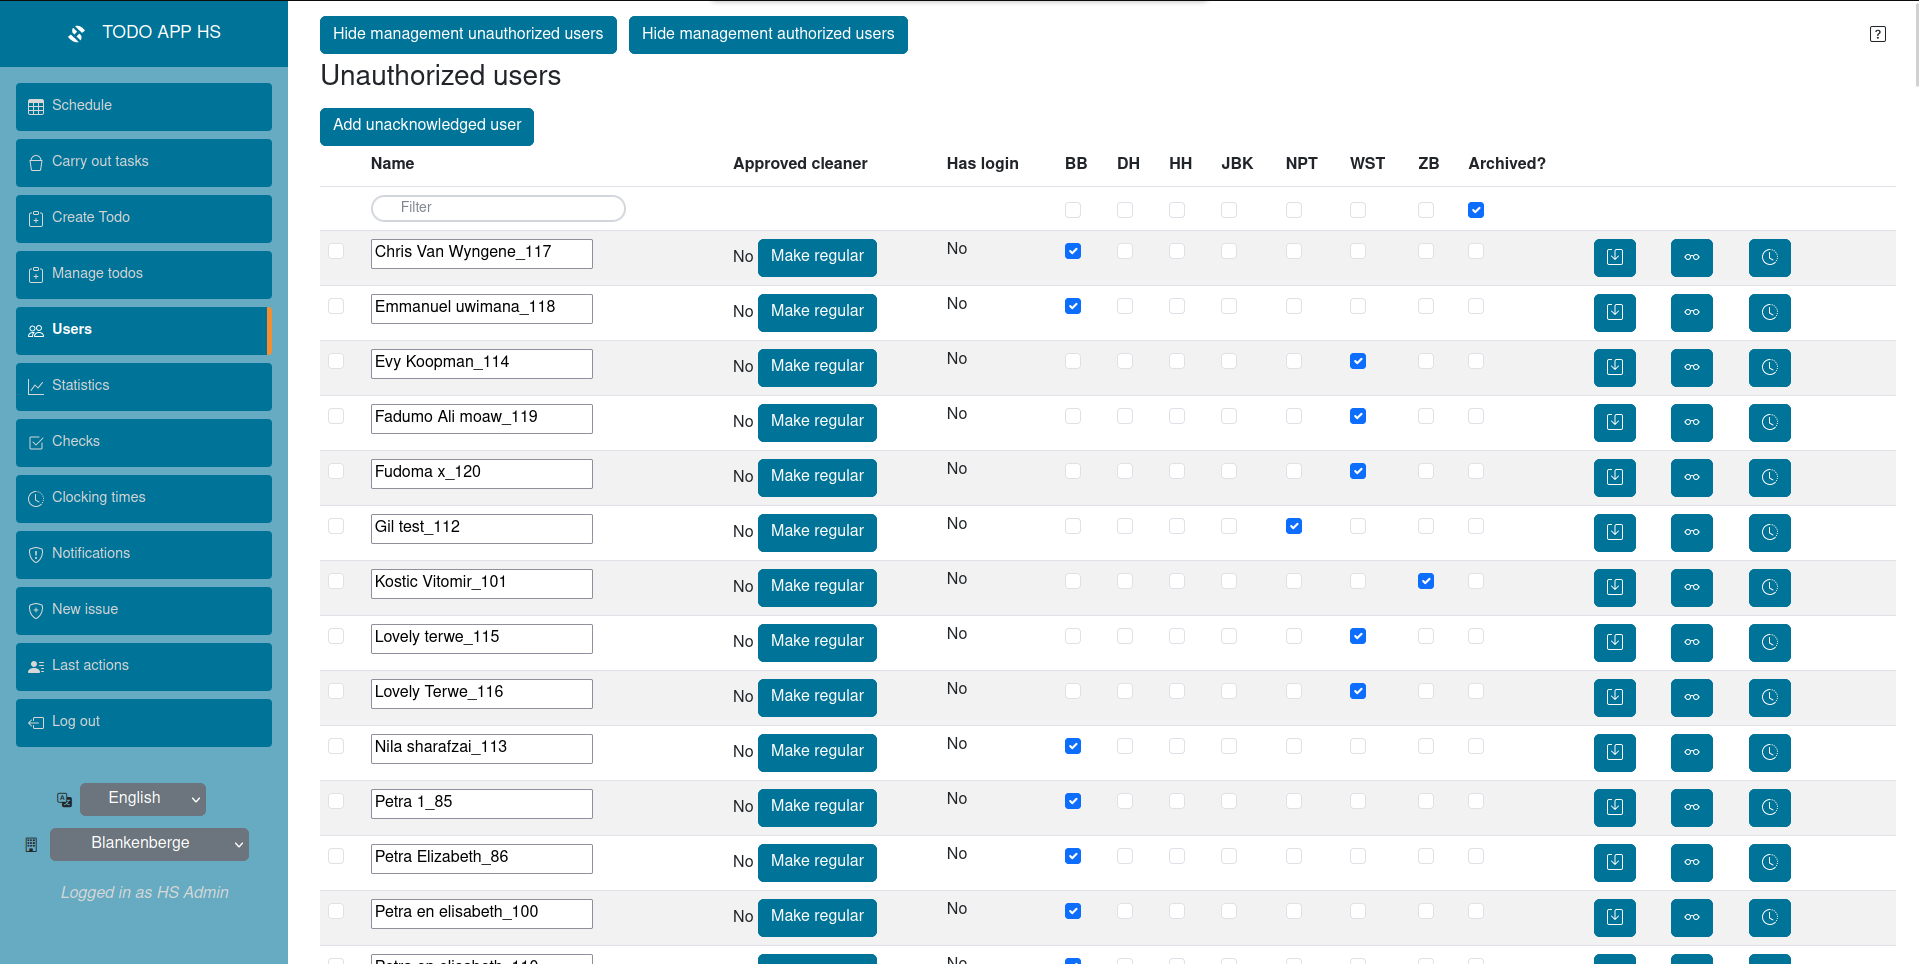 TODO APP HS
Schedule
Carry out tasks
Create Todo
Manage todos
Users
Statistics
Checks
Clocking times
Notifications
New issue
Last actions
Log out
English
Blankenberge
Logged in as HS Admin
Hide management unauthorized users Hide management authorized users
?
Unauthorized users
Add unacknowledged user
Name Approved cleaner Has login BB DH HH JBK NPT WST ZB Archived?
Filter
Chris Van Wyngene_117 No Make regular No
Emmanuel uwimana_118 No Make regular No
Evy Koopman_114 No Make regular No
Fadumo Ali moaw_119 No Make regular No
Fudoma x_120 No Make regular No
Gil test_112 No Make regular No
Kostic Vitomir_101 No Make regular No
Lovely terwe_115 No Make regular No
Lovely Terwe_116 No Make regular No
Nila sharafzai_113 No Make regular No
Petra 1_85 No Make regular No
Petra Elizabeth_86 No Make regular No
Petra en elisabeth_100 No Make regular No
Petra en elisabeth No